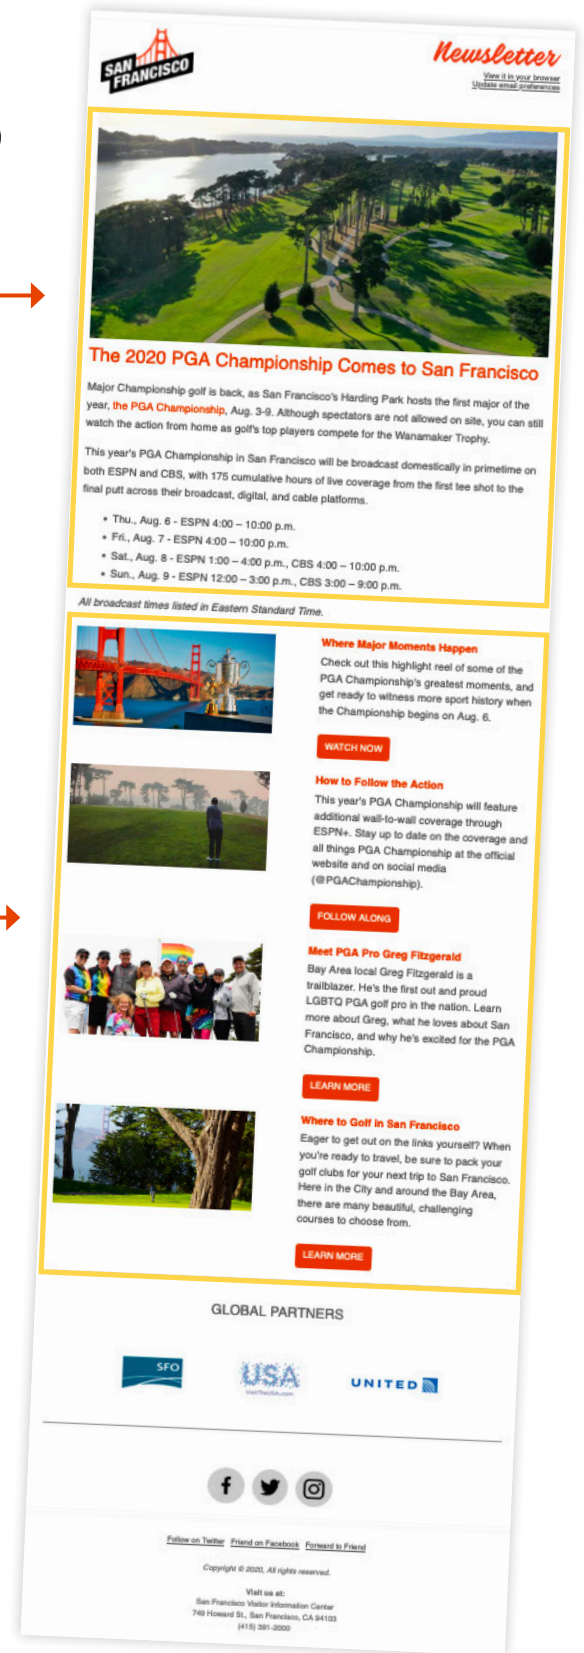 SAN
FRANCISCO
Newsletter
View it in your browser
Update email preferences
The 2020 PGA Championship Comes to San Francisco
Major Championship golf is back, as San Francisco's Harding Park hosts the first major of the
year, the PGA Championship, Aug. 3-9. Although spectators are not allowed on site, you can still
watch the action from home as golf's top players compete for the Wanamaker Trophy.
This year's PGA Championship in San Francisco will be broadcast domestically in primetime on
both ESPN and CBS, with 175 cumulative hours of live coverage from the first tee shot to the
final putt across their broadcast, digital, and cable platforms.
• Thu., Aug. 6 - ESPN 4:00 – 10:00 p.m.
• Fri., Aug. 7 - ESPN 4:00 – 10:00 p.m.
• Sat., Aug. 8 - ESPN 1:00 – 4:00 p.m., CBS 4:00 – 10:00 p.m.
• Sun., Aug. 9 - ESPN 12:00 – 3:00 p.m., CBS 3:00 – 9:00 p.m.
All broadcast times listed in Eastern Standard Time.
Where Major Moments Happen
Check out this highlight reel of some of the
PGA Championship's greatest moments, and
get ready to witness more sport history when
the Championship begins on Aug. 6.
WATCH NOW
How to Follow the Action
This year's PGA Championship will feature
additional wall-to-wall coverage through
ESPN+. Stay up to date on the coverage and
all things PGA Championship at the official
website and on social media
(@PGAChampionship).
FOLLOW ALONG
Meet PGA Pro Greg Fitzgerald
Bay Area local Greg Fitzgerald is a
trailblazer. He's the first out and proud
LGBTQ PGA golf pro in the nation. Learn
more about Greg, what he loves about San
Francisco, and why he's excited for the PGA
Championship.
LEARN MORE
Where to Golf in San Francisco
Eager to get out on the links yourself? When
you're ready to travel, be sure to pack your
golf clubs for your next trip to San Francisco.
Here in the City and around the Bay Area,
there are many beautiful, challenging
courses to choose from.
LEARN MORE
GLOBAL PARTNERS
SFO
USA
VisitTheUSA.com
UNITED
Follow on Twitter Friend on Facebook Forward to Friend
Copyright © 2020, All rights reserved.
Visit us at:
San Francisco Visitor Information Center
749 Howard St., San Francisco, CA 94103
(415) 391-2000